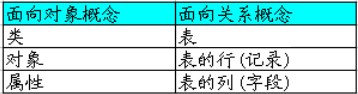 面向对象概念 面向关系概念
类 表
对象 表的行(记录)
属性 表的列(字段)